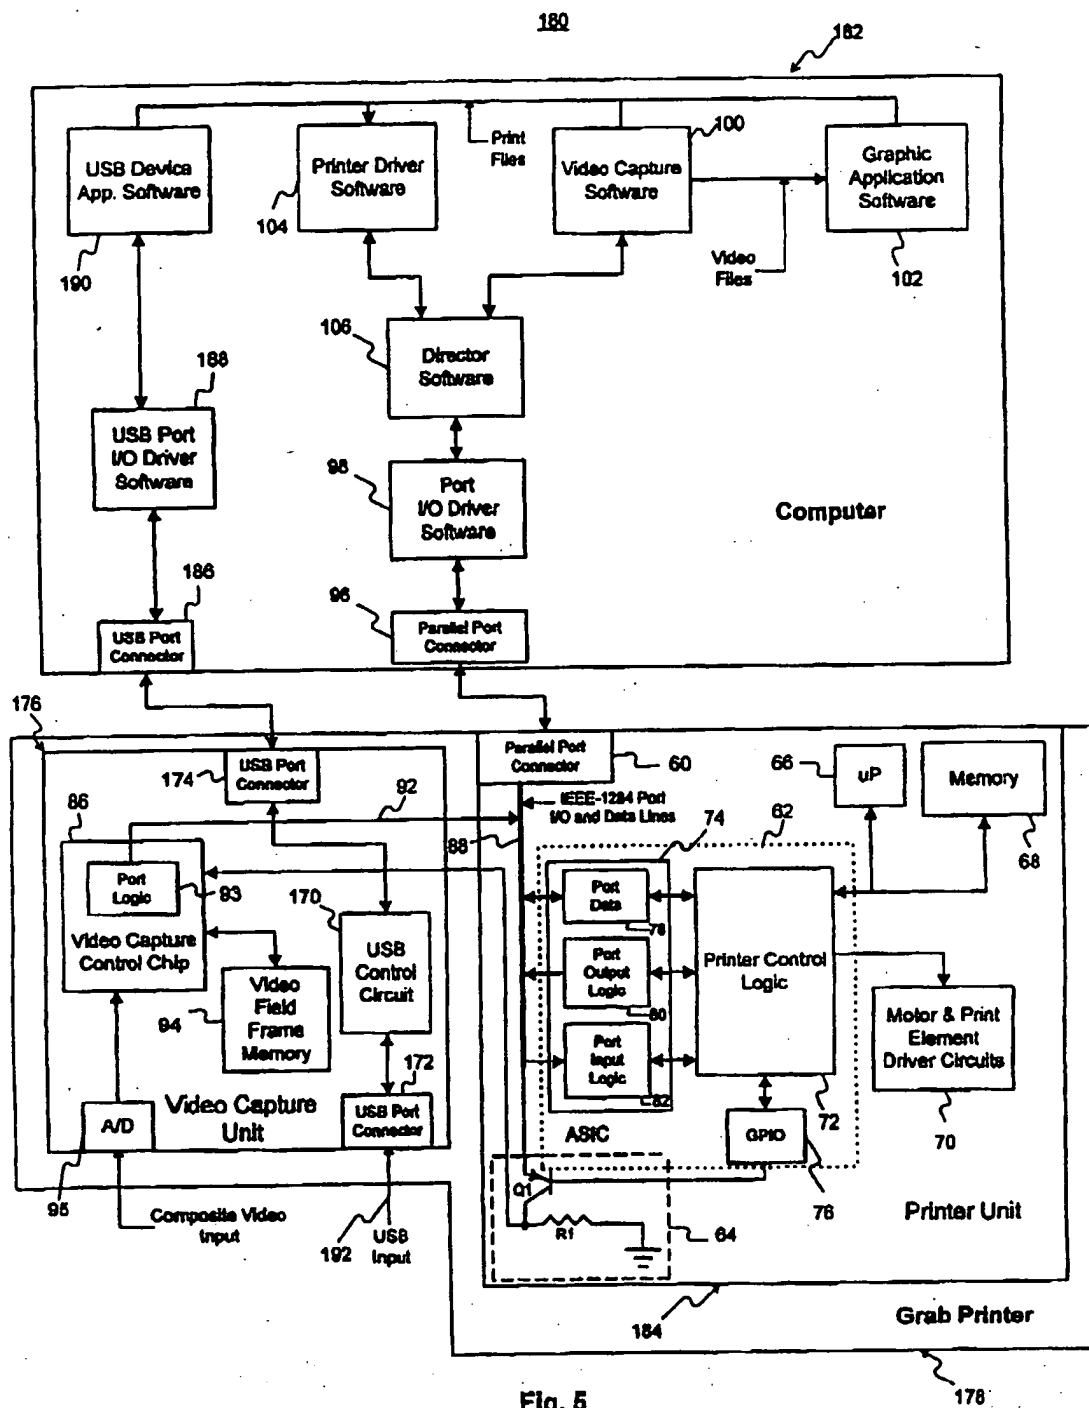 180
182
USB Device
App. Software
190
Printer Driver
Software
104
Print
Files
Video Capture
Software
100
Graphic
Application
Software
102
Video
Files
106
Director
Software
188
USB Port
I/O Driver
Software
98
Port
I/O Driver
Software
Computer
186
USB Port
Connector
96
Parallel Port
Connector
176
174
USB Port
Connector
Parallel Port
Connector
60
IEEE-1284 Port
I/O and Data Lines
92
88
86
Port
Logic
93
Video Capture
Control Chip
170
USB
Control
Circuit
94
Video
Field
Frame
Memory
172
USB Port
Connector
A/D
95
Video Capture
Unit
Composite Video
Input
192
USB
Input
74
62
66
uP
Memory
68
Port
Data
78
Port
Output
Logic
80
Port
Input
Logic
82
Printer Control
Logic
72
Motor & Print
Element
Driver Circuits
70
ASIC
GPIO
76
Q1
R1
64
Printer Unit
184
Grab Printer
178
Fig. 5